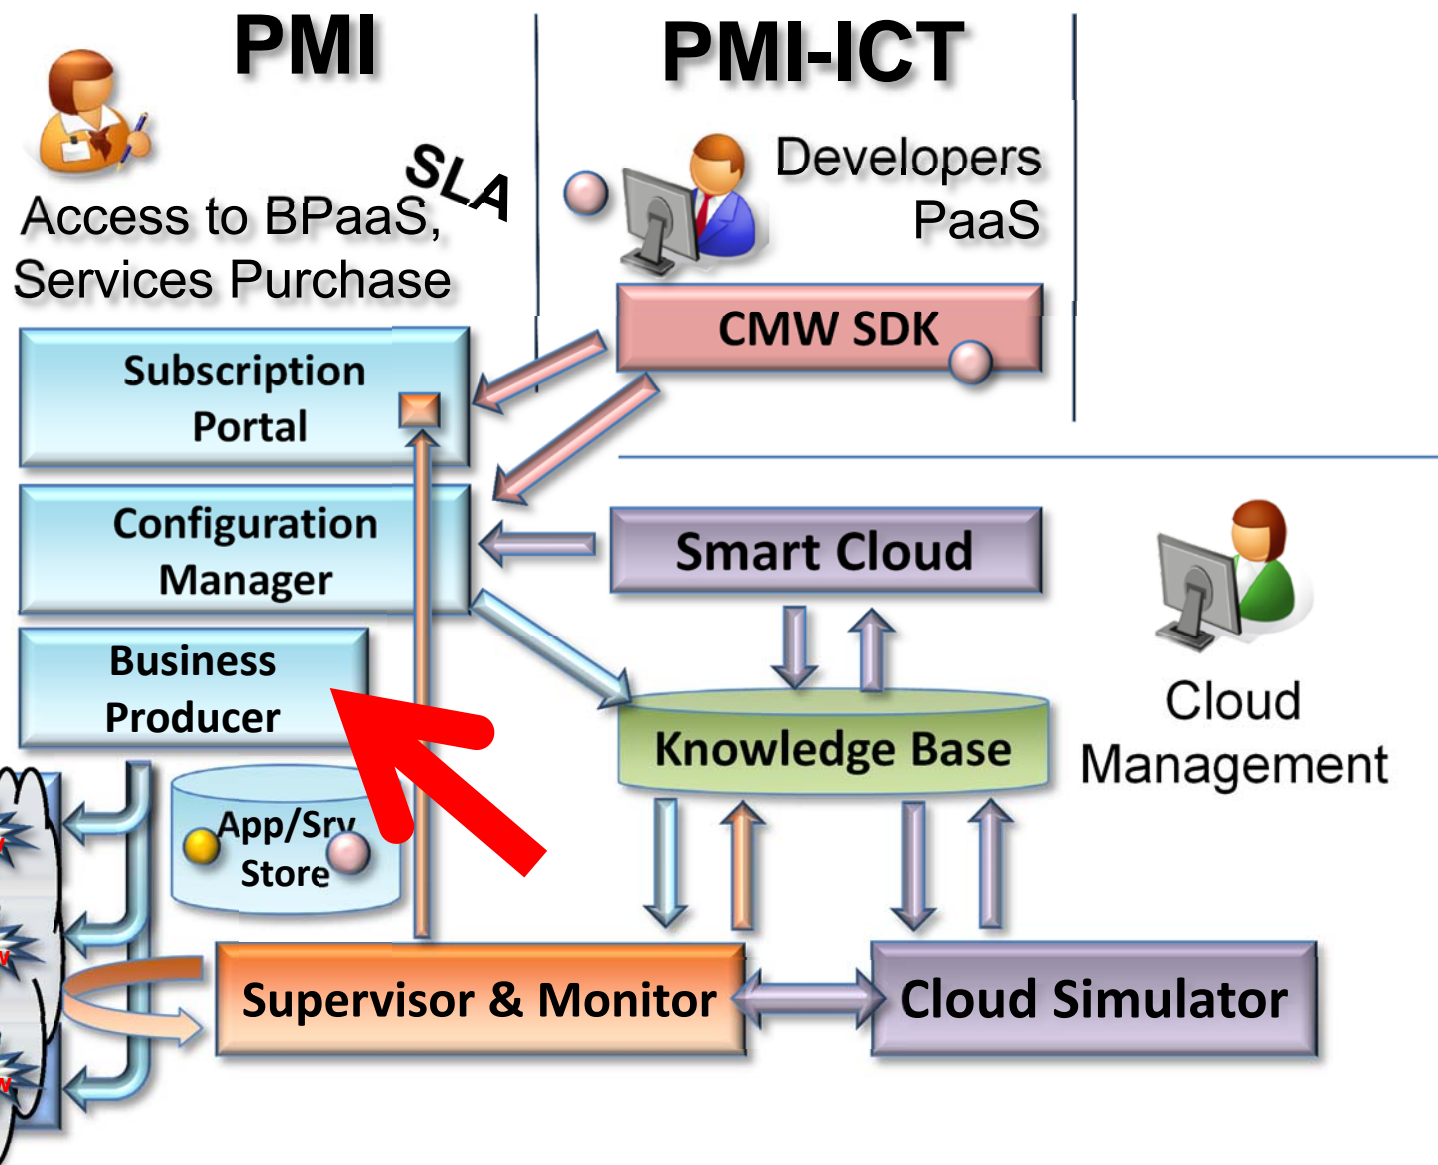 PMI
PMI-ICT
SLA
Developers
PaaS
Access to BPaaS,
Services Purchase
CMW SDK
Subscription
Portal
Configuration
Manager
Smart Cloud
Business
Producer
Knowledge Base
Cloud
Management
App/Srv
Store
Supervisor & Monitor
Cloud Simulator